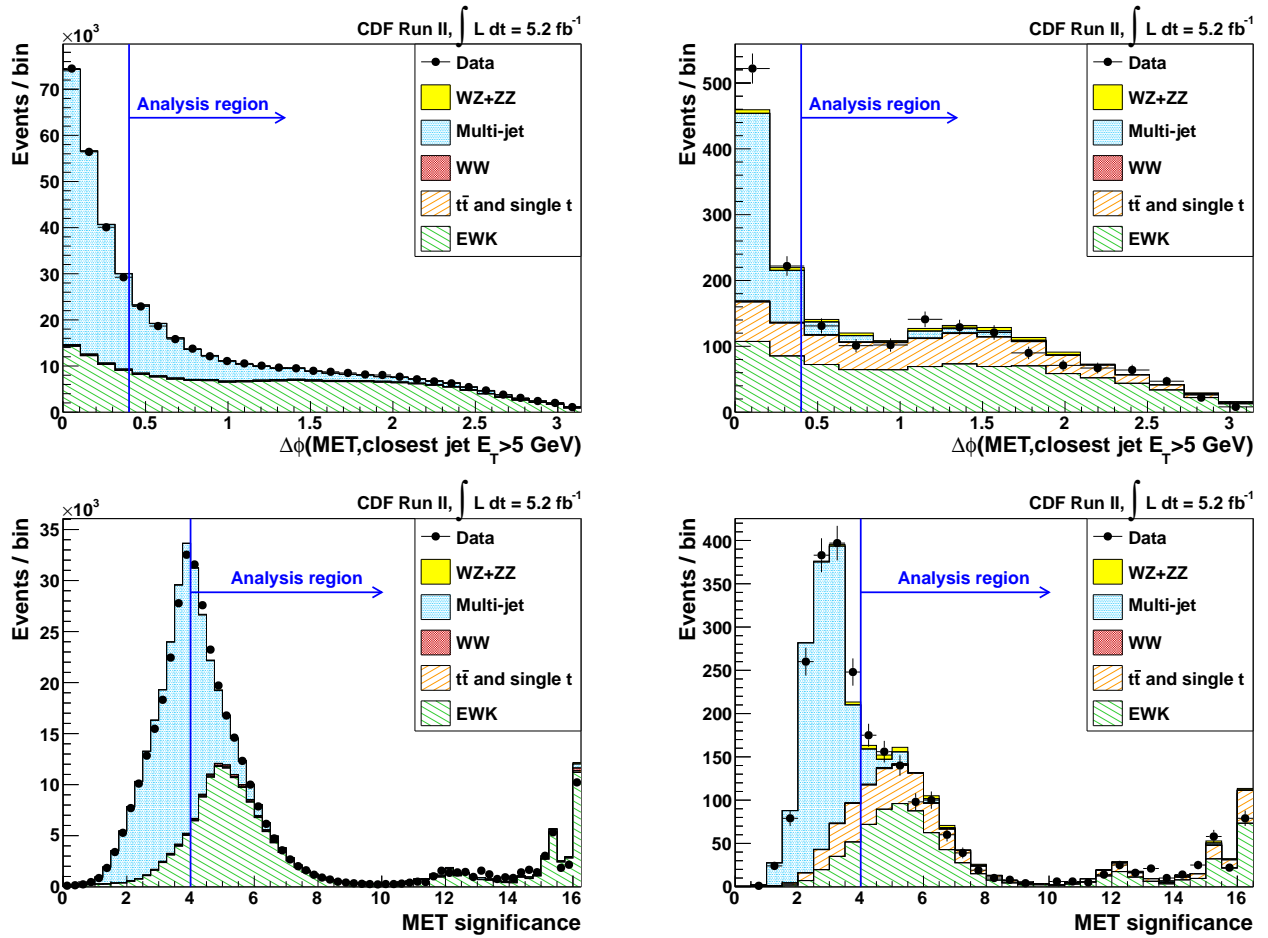 CDF Run II, ∫ L dt = 5.2 fb⁻¹
×10³
Events / bin
70
60
50
40
30
20
10
0
Analysis region
Data
WZ+ZZ
Multi-jet
WW
tt̄ and single t
EWK
0 0.5 1 1.5 2 2.5 3
Δϕ(MET,closest jet E_T>5 GeV)
CDF Run II, ∫ L dt = 5.2 fb⁻¹
Events / bin
500
400
300
200
100
0
Analysis region
Data
WZ+ZZ
Multi-jet
WW
tt̄ and single t
EWK
0 0.5 1 1.5 2 2.5 3
Δϕ(MET,closest jet E_T>5 GeV)
CDF Run II, ∫ L dt = 5.2 fb⁻¹
×10³
Events / bin
35
30
25
20
15
10
5
0
Analysis region
Data
WZ+ZZ
Multi-jet
WW
tt̄ and single t
EWK
0 2 4 6 8 10 12 14 16
MET significance
CDF Run II, ∫ L dt = 5.2 fb⁻¹
Events / bin
400
350
300
250
200
150
100
50
0
Analysis region
Data
WZ+ZZ
Multi-jet
WW
tt̄ and single t
EWK
0 2 4 6 8 10 12 14 16
MET significance